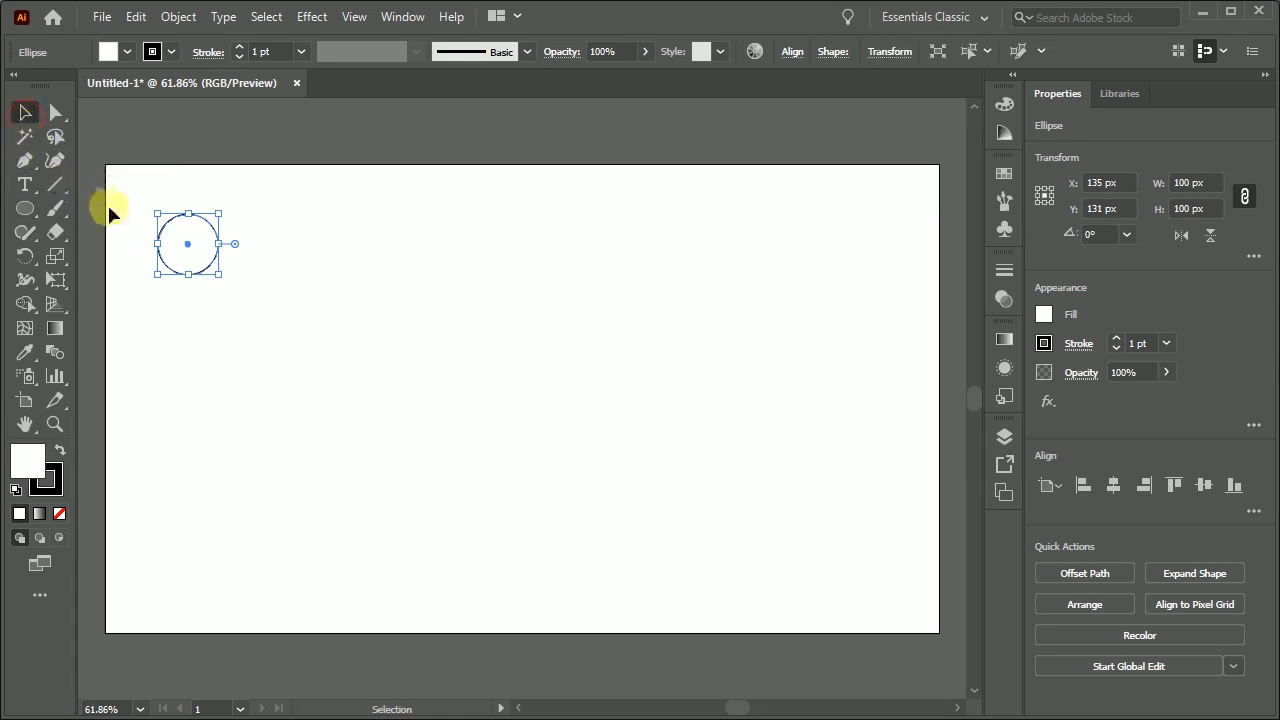 Ai File Edit Object Type Select Effect View Window Help Essentials Classic Search Adobe Stock
Ellipse Stroke: 1 pt Basic Opacity: 100% Style: Align Shape: Transform
Untitled-1* @ 61.86% (RGB/Preview)
Properties Libraries
Ellipse
Transform
X: 135 px W: 100 px
Y: 131 px H: 100 px
0°
Appearance
Fill
Stroke 1 pt
Opacity 100%
fx.
Align
Quick Actions
Offset Path Expand Shape
Arrange Align to Pixel Grid
Recolor
Start Global Edit
61.86% 1 Selection